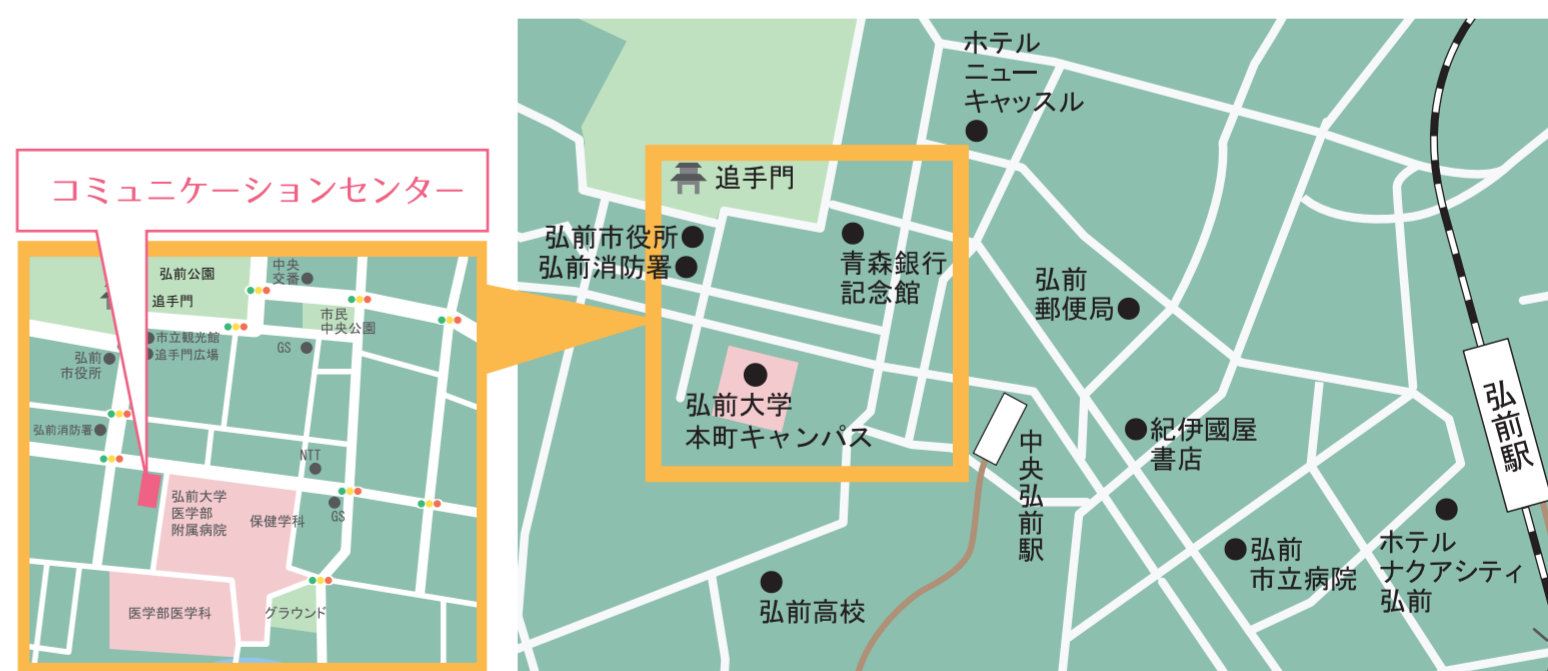 コミュニケーションセンター
弘前公園
追手門
中央
交番
市民
中央公園
市立観光館
追手門広場
GS
弘前
市役所
弘前消防署
NTT
GS
弘前大学
医学部
附属病院
保健学科
医学部医学科
グラウンド
ホテル
ニュー
キャッスル
追手門
弘前市役所
弘前消防署
青森銀行
記念館
弘前
郵便局
弘前大学
本町キャンパス
中央弘前駅
紀伊國屋
書店
弘前駅
弘前
市立病院
ホテル
ナクアシティ
弘前
弘前高校